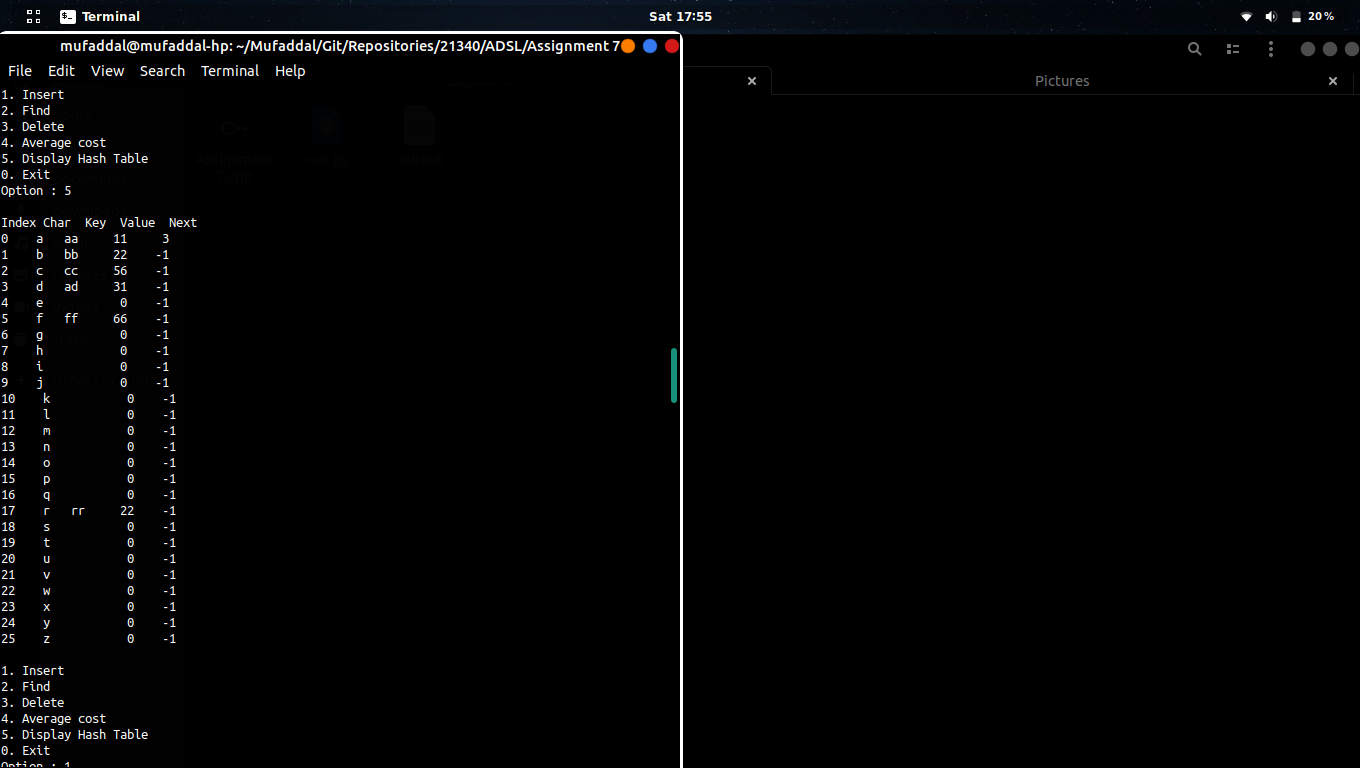 Terminal
Sat 17:55
20 %
mufaddal@mufaddal-hp: ~/Mufaddal/Git/Repositories/21340/ADSL/Assignment 7
File Edit View Search Terminal Help
Pictures
1. Insert
2. Find
3. Delete
4. Average cost
5. Display Hash Table
0. Exit
Option : 5
Index Char Key Value Next
0 a aa 11 3
1 b bb 22 -1
2 c cc 56 -1
3 d ad 31 -1
4 e 0 -1
5 f ff 66 -1
6 g 0 -1
7 h 0 -1
8 i 0 -1
9 j 0 -1
10 k 0 -1
11 l 0 -1
12 m 0 -1
13 n 0 -1
14 o 0 -1
15 p 0 -1
16 q 0 -1
17 r rr 22 -1
18 s 0 -1
19 t 0 -1
20 u 0 -1
21 v 0 -1
22 w 0 -1
23 x 0 -1
24 y 0 -1
25 z 0 -1
1. Insert
2. Find
3. Delete
4. Average cost
5. Display Hash Table
0. Exit
Option : 1